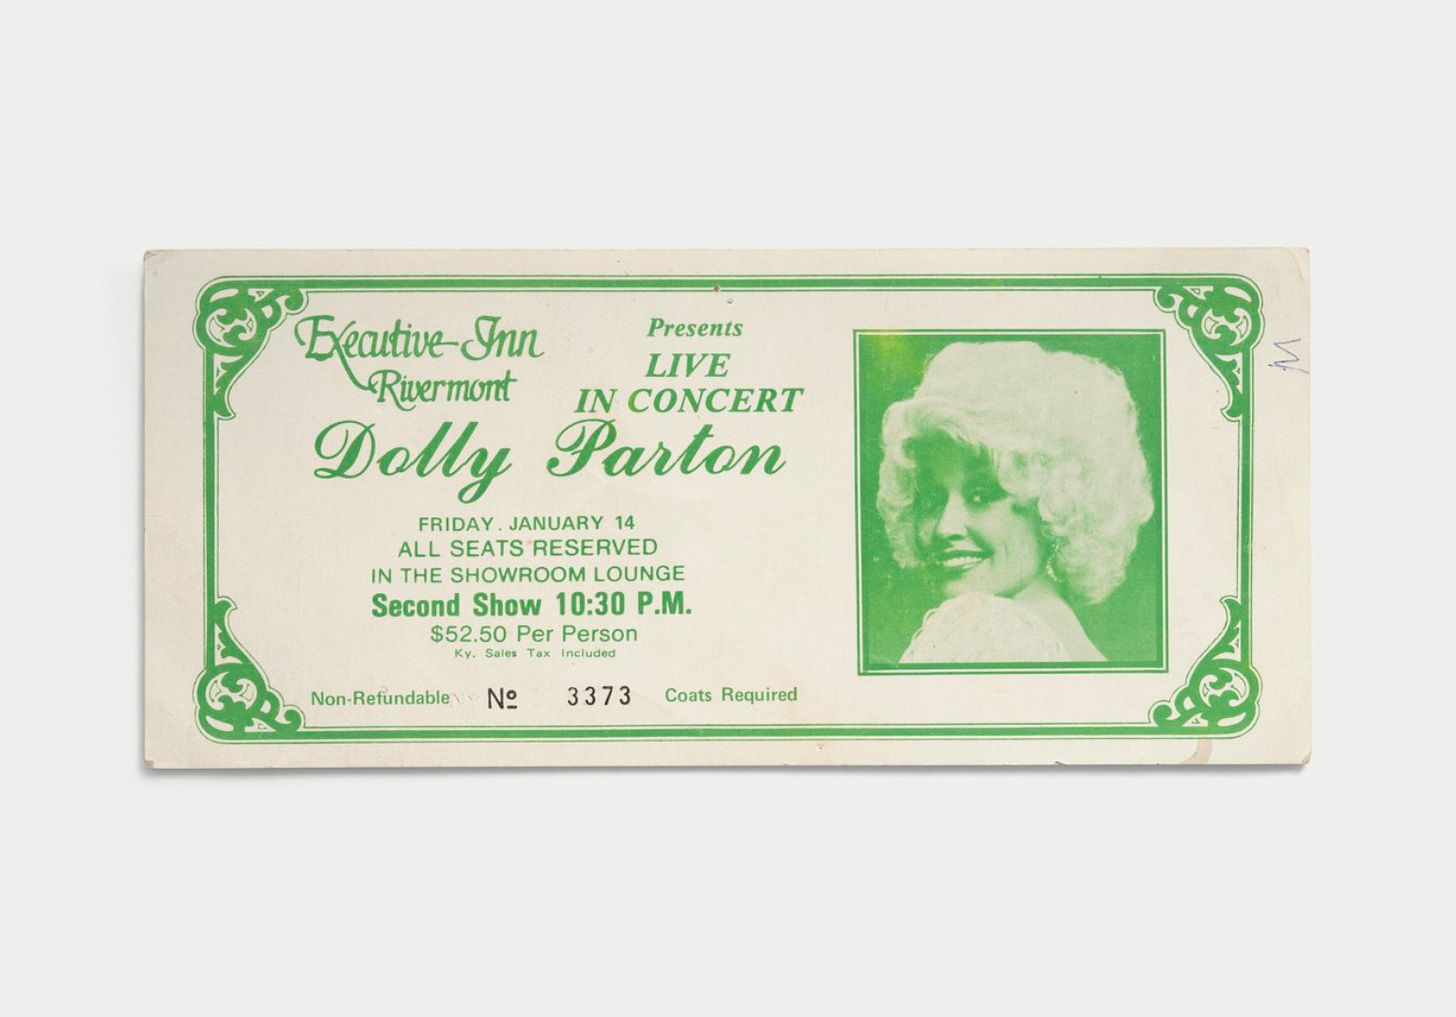 Executive Inn
Rivermont
Presents
LIVE
IN CONCERT
Dolly Parton
FRIDAY, JANUARY 14
ALL SEATS RESERVED
IN THE SHOWROOM LOUNGE
Second Show 10:30 P.M.
$52.50 Per Person
Ky. Sales Tax Included
Non-Refundable № 3373 Coats Required
M